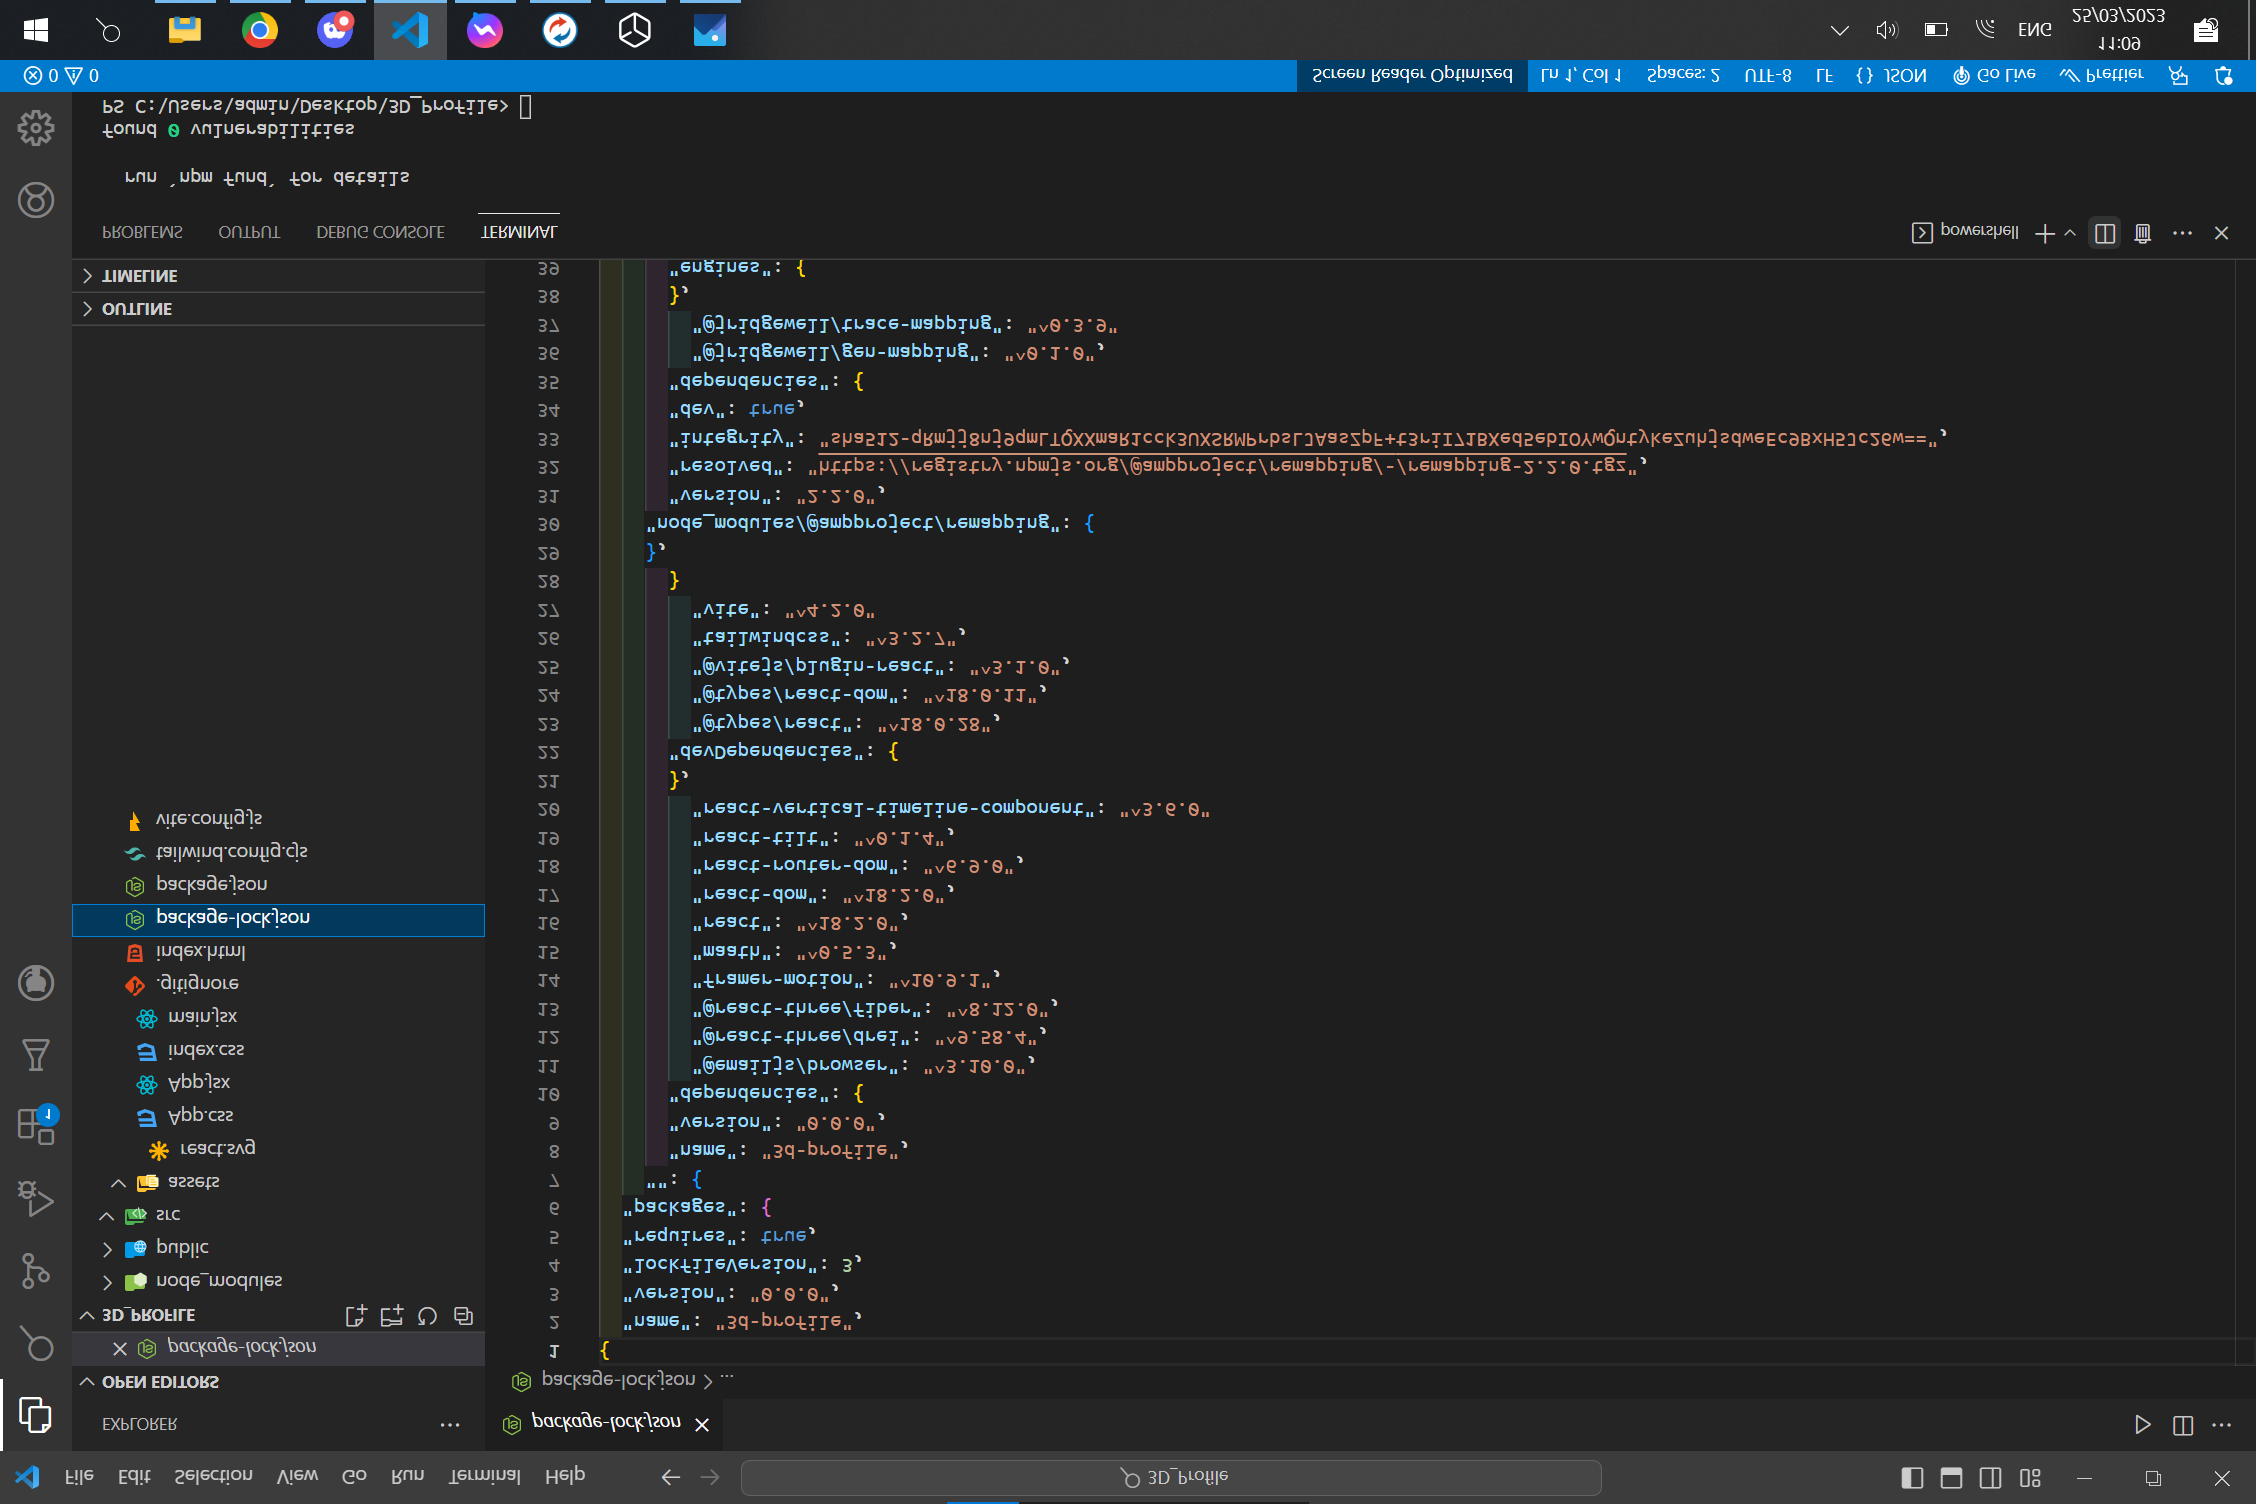 File Edit Selection View Go Run Terminal Help
3D_Profile
EXPLORER
OPEN EDITORS
package-lock.json
3D_PROFILE
node_modules
public
src
assets
react.svg
App.css
App.jsx
index.css
main.jsx
.gitignore
index.html
package-lock.json
package.json
tailwind.config.cjs
vite.config.js
OUTLINE
TIMELINE
1
package-lock.json
package-lock.json > ...
1 {
2 "name": "3d-profile",
3 "version": "0.0.0",
4 "lockfileVersion": 3,
5 "requires": true,
6 "packages": {
7 "": {
8 "name": "3d-profile",
9 "version": "0.0.0",
10 "dependencies": {
11 "@emailjs/browser": "^3.10.0",
12 "@react-three/drei": "^9.58.4",
13 "@react-three/fiber": "^8.12.0",
14 "framer-motion": "^10.9.1",
15 "maath": "^0.5.3",
16 "react": "^18.2.0",
17 "react-dom": "^18.2.0",
18 "react-router-dom": "^6.9.0",
19 "react-tilt": "^0.1.4",
20 "react-vertical-timeline-component": "^3.6.0"
21 },
22 "devDependencies": {
23 "@types/react": "^18.0.28",
24 "@types/react-dom": "^18.0.11",
25 "@vitejs/plugin-react": "^3.1.0",
26 "tailwindcss": "^3.2.7",
27 "vite": "^4.2.0"
28 }
29 },
30 "node_modules/@ampproject/remapping": {
31 "version": "2.2.0",
32 "resolved": "https://registry.npmjs.org/@ampproject/remapping/-/remapping-2.2.0.tgz",
33 "integrity": "sha512-qRmjj8nj9qmLTQXXmaR1cck3UXSRMPrbsLJAasZpF+t3riI71BXed5ebIOYwQntykeZuhjsdweEc9BxH5Jc26w==",
34 "dev": true,
35 "dependencies": {
36 "@jridgewell/gen-mapping": "^0.1.0",
37 "@jridgewell/trace-mapping": "^0.3.9"
38 },
39 "engines": {
PROBLEMS OUTPUT DEBUG CONSOLE TERMINAL
powershell
run `npm fund` for details
found 0 vulnerabilities
PS C:\Users\admin\Desktop\3D_Profile>
0 0
Screen Reader Optimized Ln 1, Col 1 Spaces: 2 UTF-8 LF {} JSON Go Live Prettier
ENG
11:09
25/03/2023